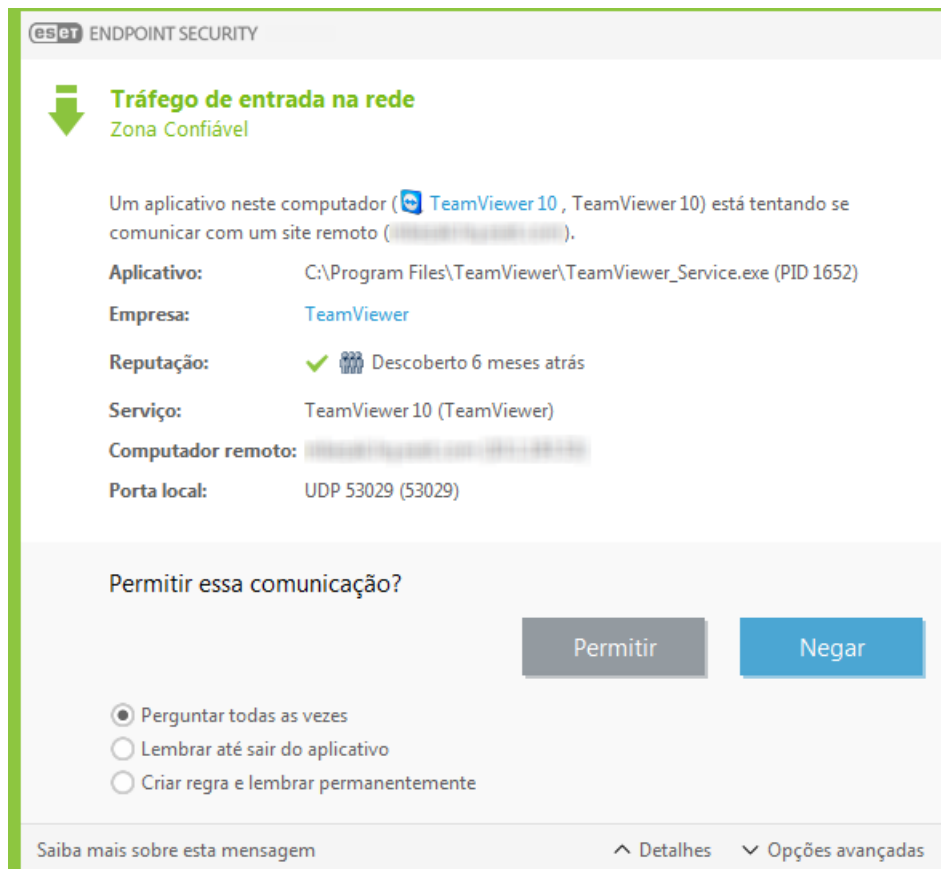 eset ENDPOINT SECURITY
Tráfego de entrada na rede
Zona Confiável
Um aplicativo neste computador ( TeamViewer 10 , TeamViewer 10) está tentando se
comunicar com um site remoto ( ).
Aplicativo: C:\Program Files\TeamViewer\TeamViewer_Service.exe (PID 1652)
Empresa: TeamViewer
Reputação: Descoberto 6 meses atrás
Serviço: TeamViewer 10 (TeamViewer)
Computador remoto:
Porta local: UDP 53029 (53029)
Permitir essa comunicação?
Permitir Negar
Perguntar todas as vezes
Lembrar até sair do aplicativo
Criar regra e lembrar permanentemente
Saiba mais sobre esta mensagem Detalhes Opções avançadas